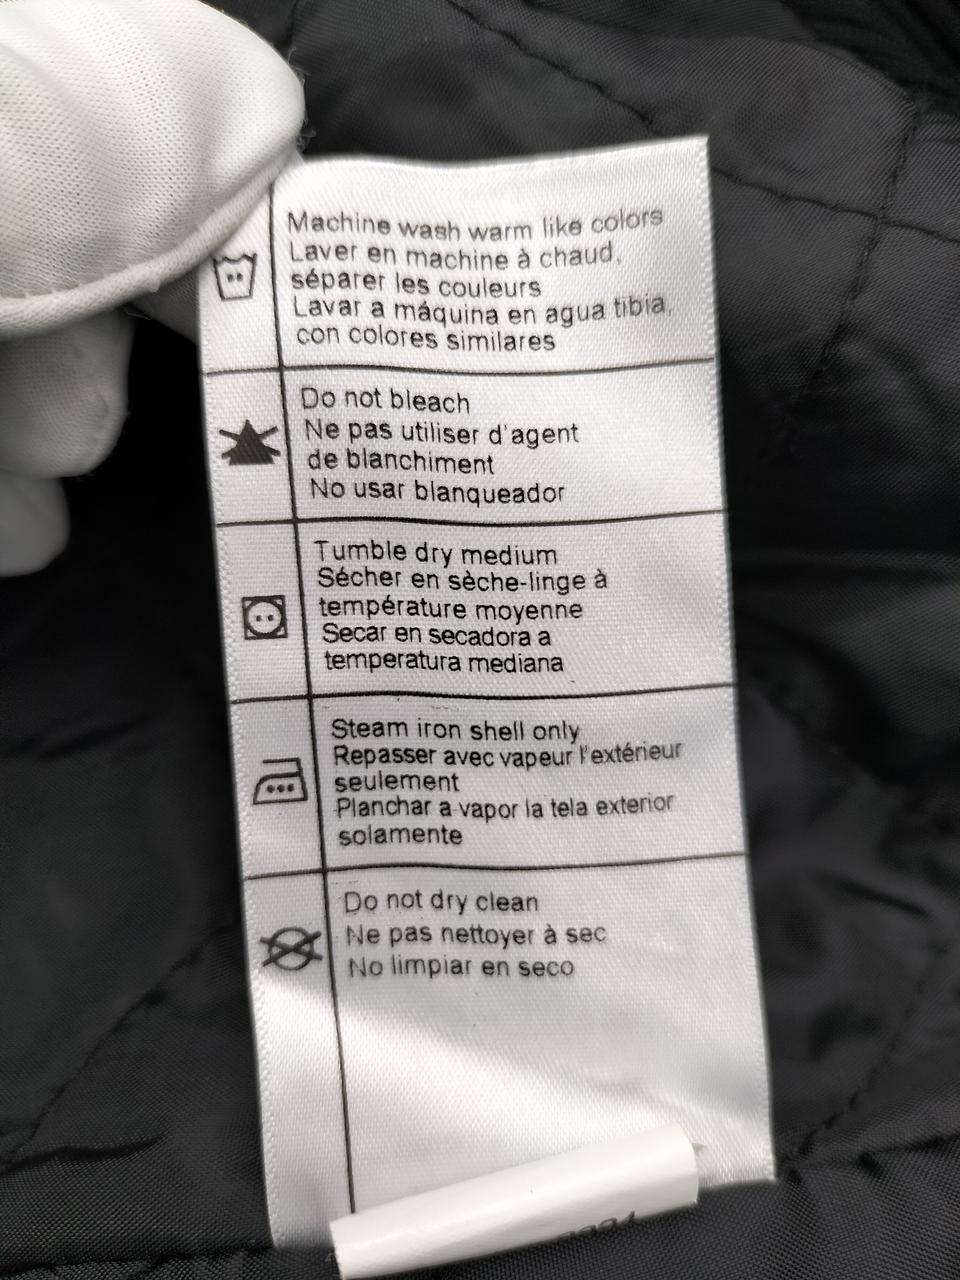 Machine wash warm like colors
Laver en machine à chaud,
séparer les couleurs
Lavar a máquina en agua tibia,
con colores similares
Do not bleach
Ne pas utiliser d'agent
de blanchiment
No usar blanqueador
Tumble dry medium
Sécher en sèche-linge à
température moyenne
Secar en secadora a
temperatura mediana
Steam iron shell only
Repasser avec vapeur l'extérieur
seulement
Planchar a vapor la tela exterior
solamente
Do not dry clean
Ne pas nettoyer à sec
No limpiar en seco